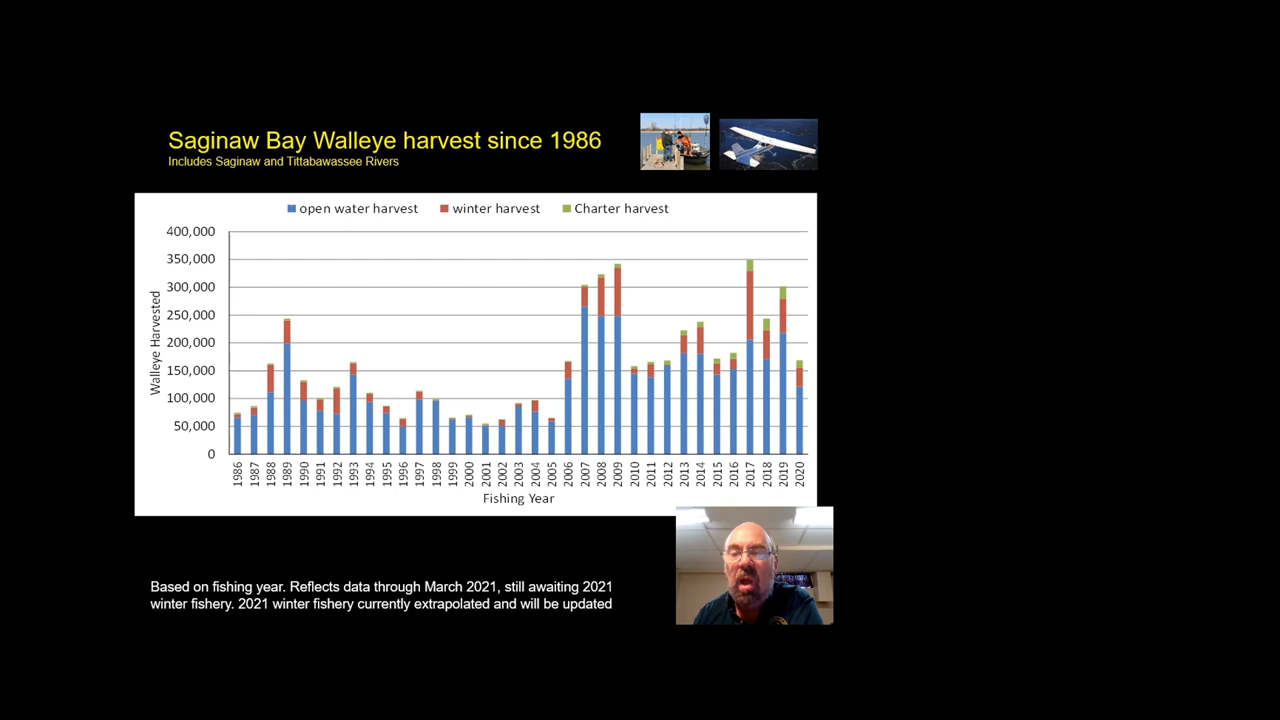 Saginaw Bay Walleye harvest since 1986
Includes Saginaw and Tittabawassee Rivers
open water harvest winter harvest Charter harvest
400,000
350,000
300,000
250,000
200,000
150,000
100,000
50,000
0
Walleye Harvested
1986 1987 1988 1989 1990 1991 1992 1993 1994 1995 1996 1997 1998 1999 2000 2001 2002 2003 2004 2005 2006 2007 2008 2009 2010 2011 2012 2013 2014 2015 2016 2017 2018 2019 2020
Fishing Year
Based on fishing year. Reflects data through March 2021, still awaiting 2021
winter fishery. 2021 winter fishery currently extrapolated and will be updated